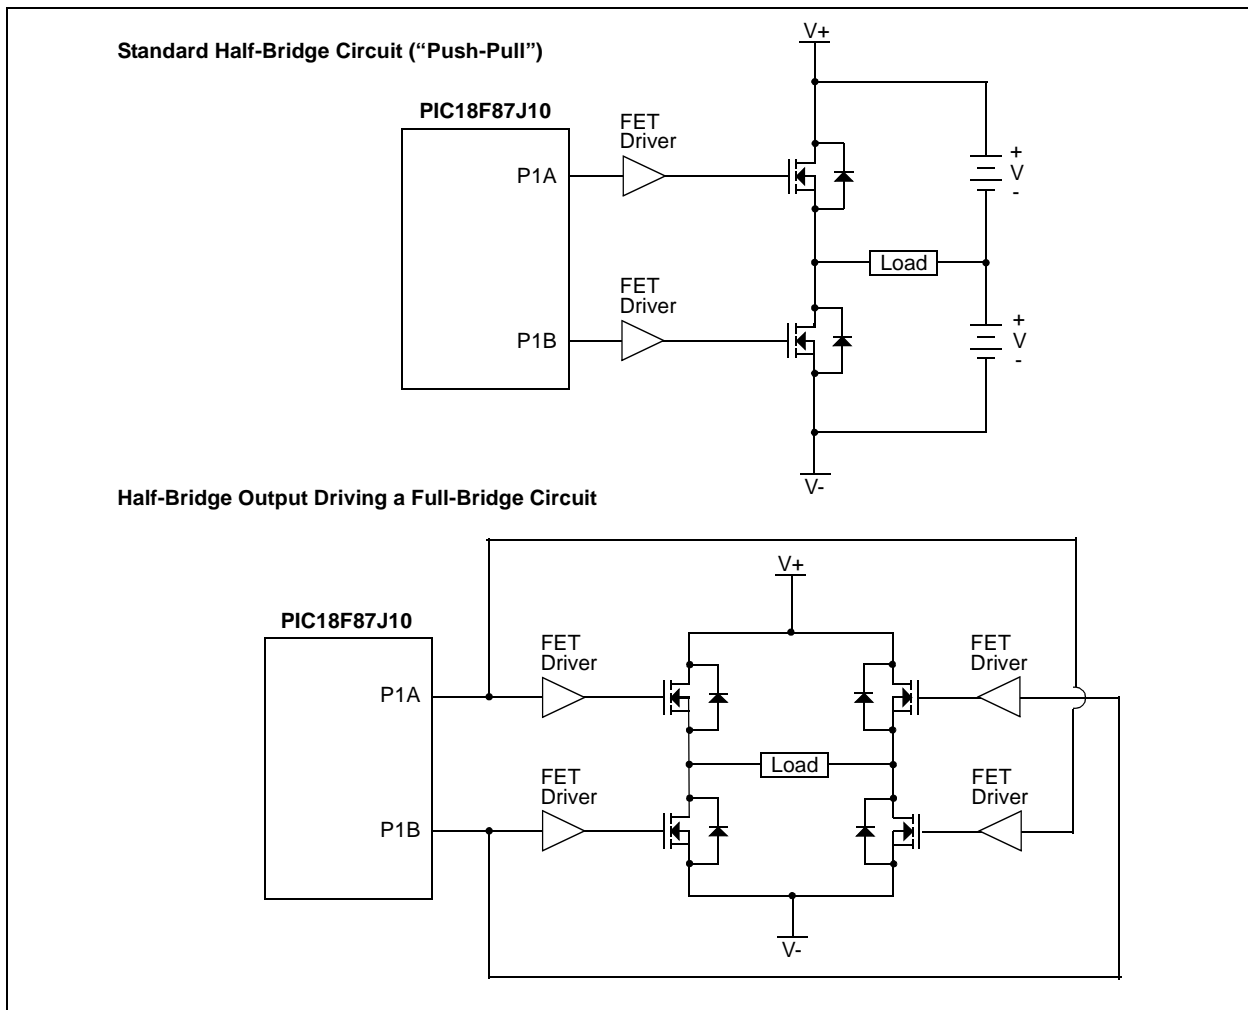 Standard Half-Bridge Circuit (“Push-Pull”)
V+
PIC18F87J10
FET
Driver
P1A
+
V
-
Load
FET
Driver
P1B
+
V
-
V-
Half-Bridge Output Driving a Full-Bridge Circuit
V+
PIC18F87J10
FET
Driver
FET
Driver
P1A
Load
FET
Driver
FET
Driver
P1B
V-